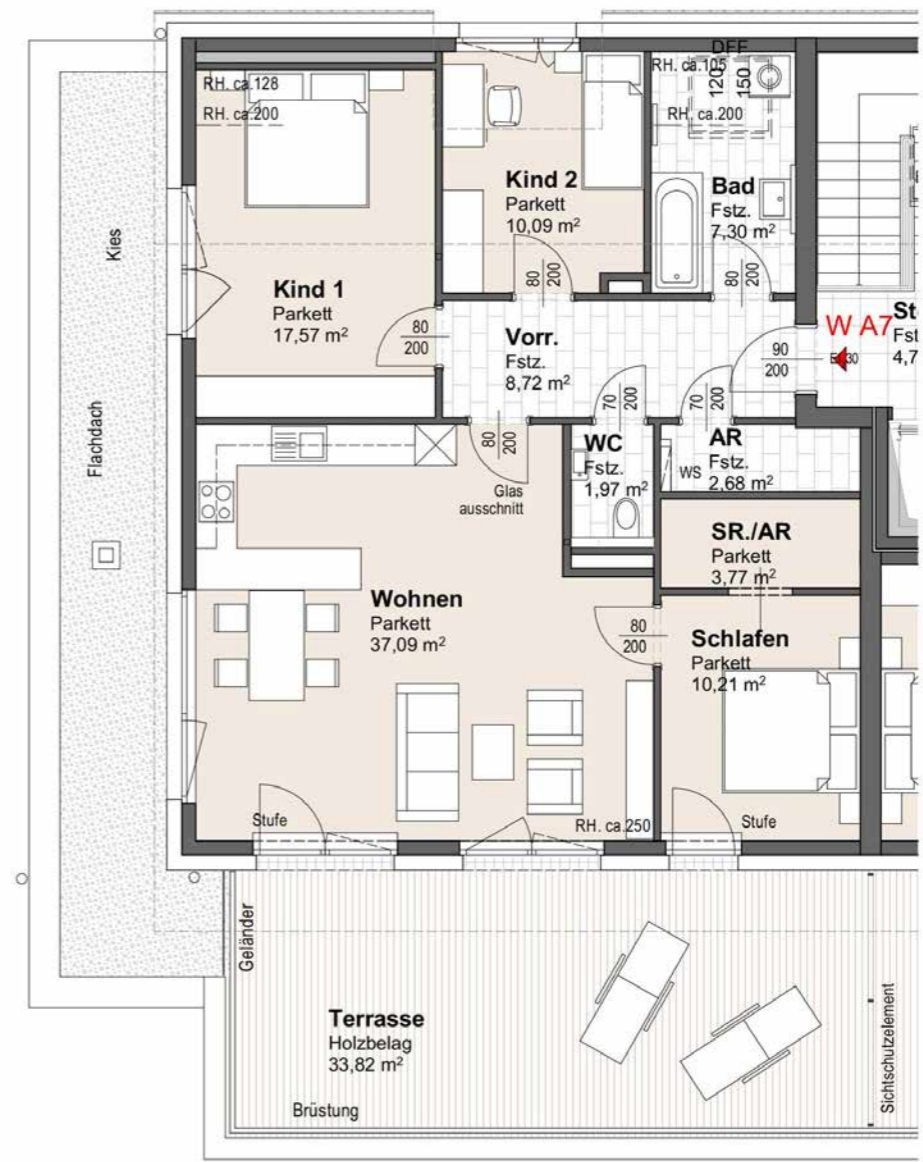 DFF
RH. ca.105
120
150
RH. ca.128
RH. ca.200
RH. ca.200
Kind 2
Parkett
10,09 m²
Bad
Fstz.
7,30 m²
Kies
Kind 1
Parkett
17,57 m²
80
200
80
200
80
200
Vorr.
Fstz.
8,72 m²
W A7
90
200
St
Fst
4,7
Flachdach
80
200
Glas
ausschnitt
70
200
70
200
WC
Fstz.
1,97 m²
AR
Fstz.
2,68 m²
WS
SR./AR
Parkett
3,77 m²
Wohnen
Parkett
37,09 m²
80
200
Schlafen
Parkett
10,21 m²
Stufe
RH. ca.250
Stufe
Geländer
Terrasse
Holzbelag
33,82 m²
Brüstung
Sichtschutzelement